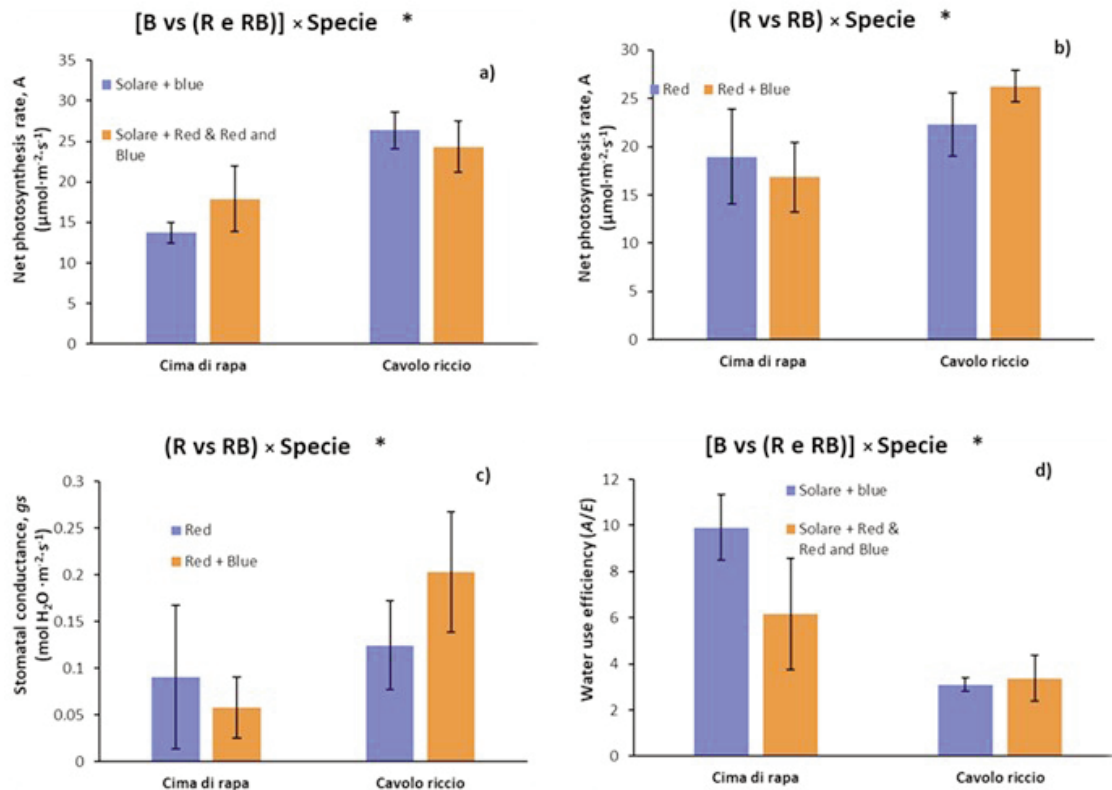 [B vs (R e RB)] × Specie *
a)
Net photosynthesis rate, A
(µmol·m⁻²·s⁻¹)
35
30
25
20
15
10
5
0
Solare + blue
Solare + Red & Red and
Blue
Cima di rapa
Cavolo riccio
(R vs RB) × Specie *
b)
Net photosynthesis rate, A
(µmol·m⁻²·s⁻¹)
30
25
20
15
10
5
0
Red
Red + Blue
Cima di rapa
Cavolo riccio
(R vs RB) × Specie *
c)
Stomatal conductance, gs
(mol H₂O ·m⁻²·s⁻¹)
0.3
0.25
0.2
0.15
0.1
0.05
0
Red
Red + Blue
Cima di rapa
Cavolo riccio
[B vs (R e RB)] × Specie *
d)
Water use efficiency (A/E)
12
10
8
6
4
2
0
Solare + blue
Solare + Red &
Red and Blue
Cima di rapa
Cavolo riccio